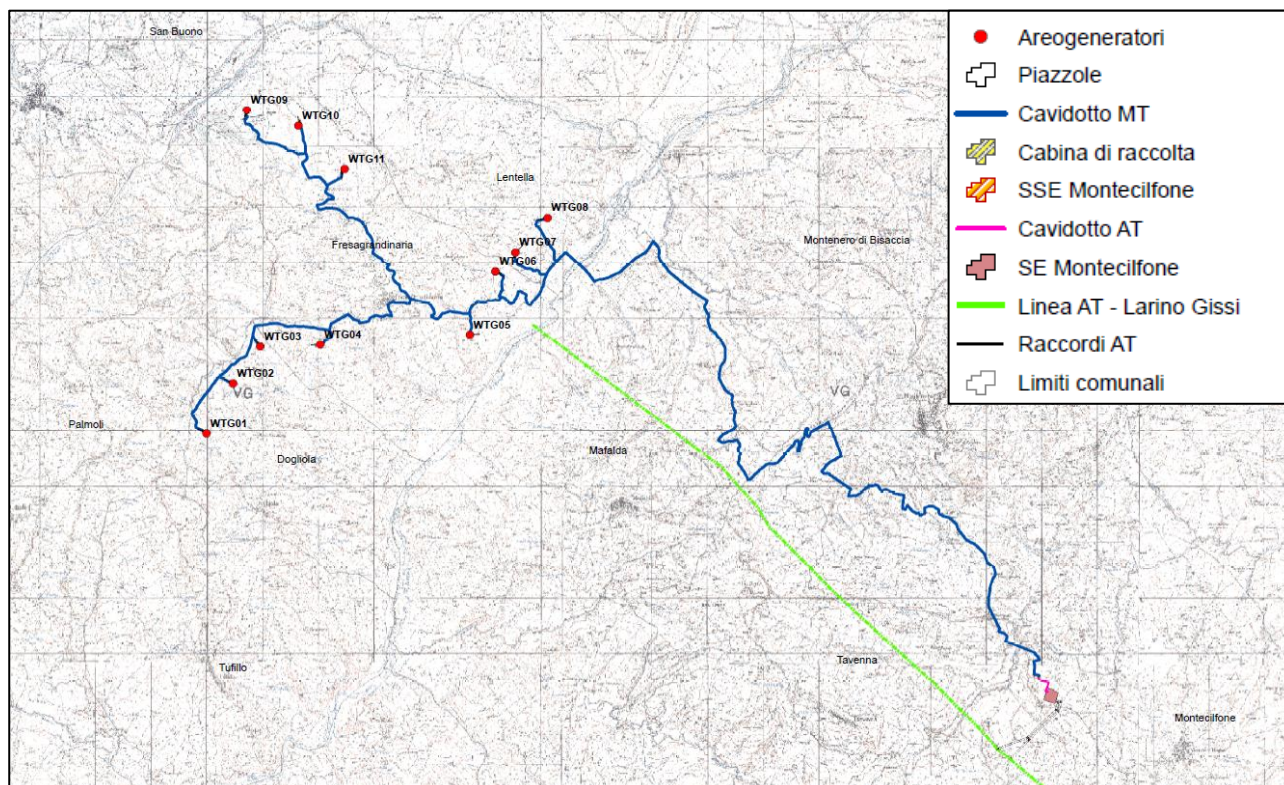 San Buono
WTG09
WTG10
WTG11
Lentella
WTG08
Fresagrandinaria
Montenero di Bisaccia
WTG07
WTG06
WTG05
WTG03
WTG04
WTG02
VG
VG
Palmoli
WTG01
Dogliola
Mafalda
Tufillo
Tavenna
Montecilfone
Areogeneratori
Piazzole
Cavidotto MT
Cabina di raccolta
SSE Montecilfone
Cavidotto AT
SE Montecilfone
Linea AT - Larino Gissi
Raccordi AT
Limiti comunali